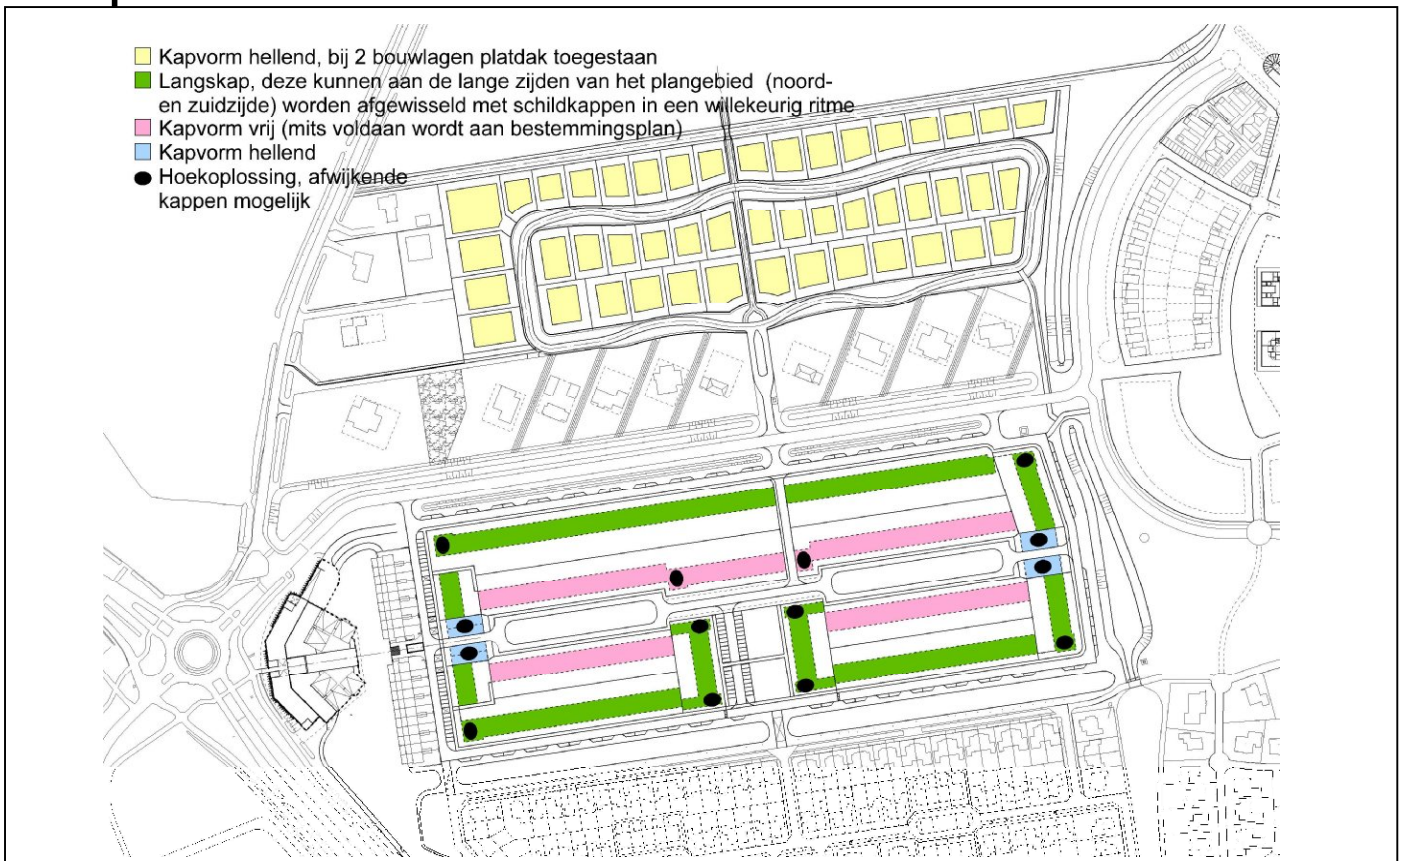 Kapvorm hellend, bij 2 bouwlagen platdak toegestaan
Langskap, deze kunnen aan de lange zijden van het plangebied (noord-
en zuidzijde) worden afgewisseld met schildkappen in een willekeurig ritme
Kapvorm vrij (mits voldaan wordt aan bestemmingsplan)
Kapvorm hellend
Hoekoplossing, afwijkende
kappen mogelijk